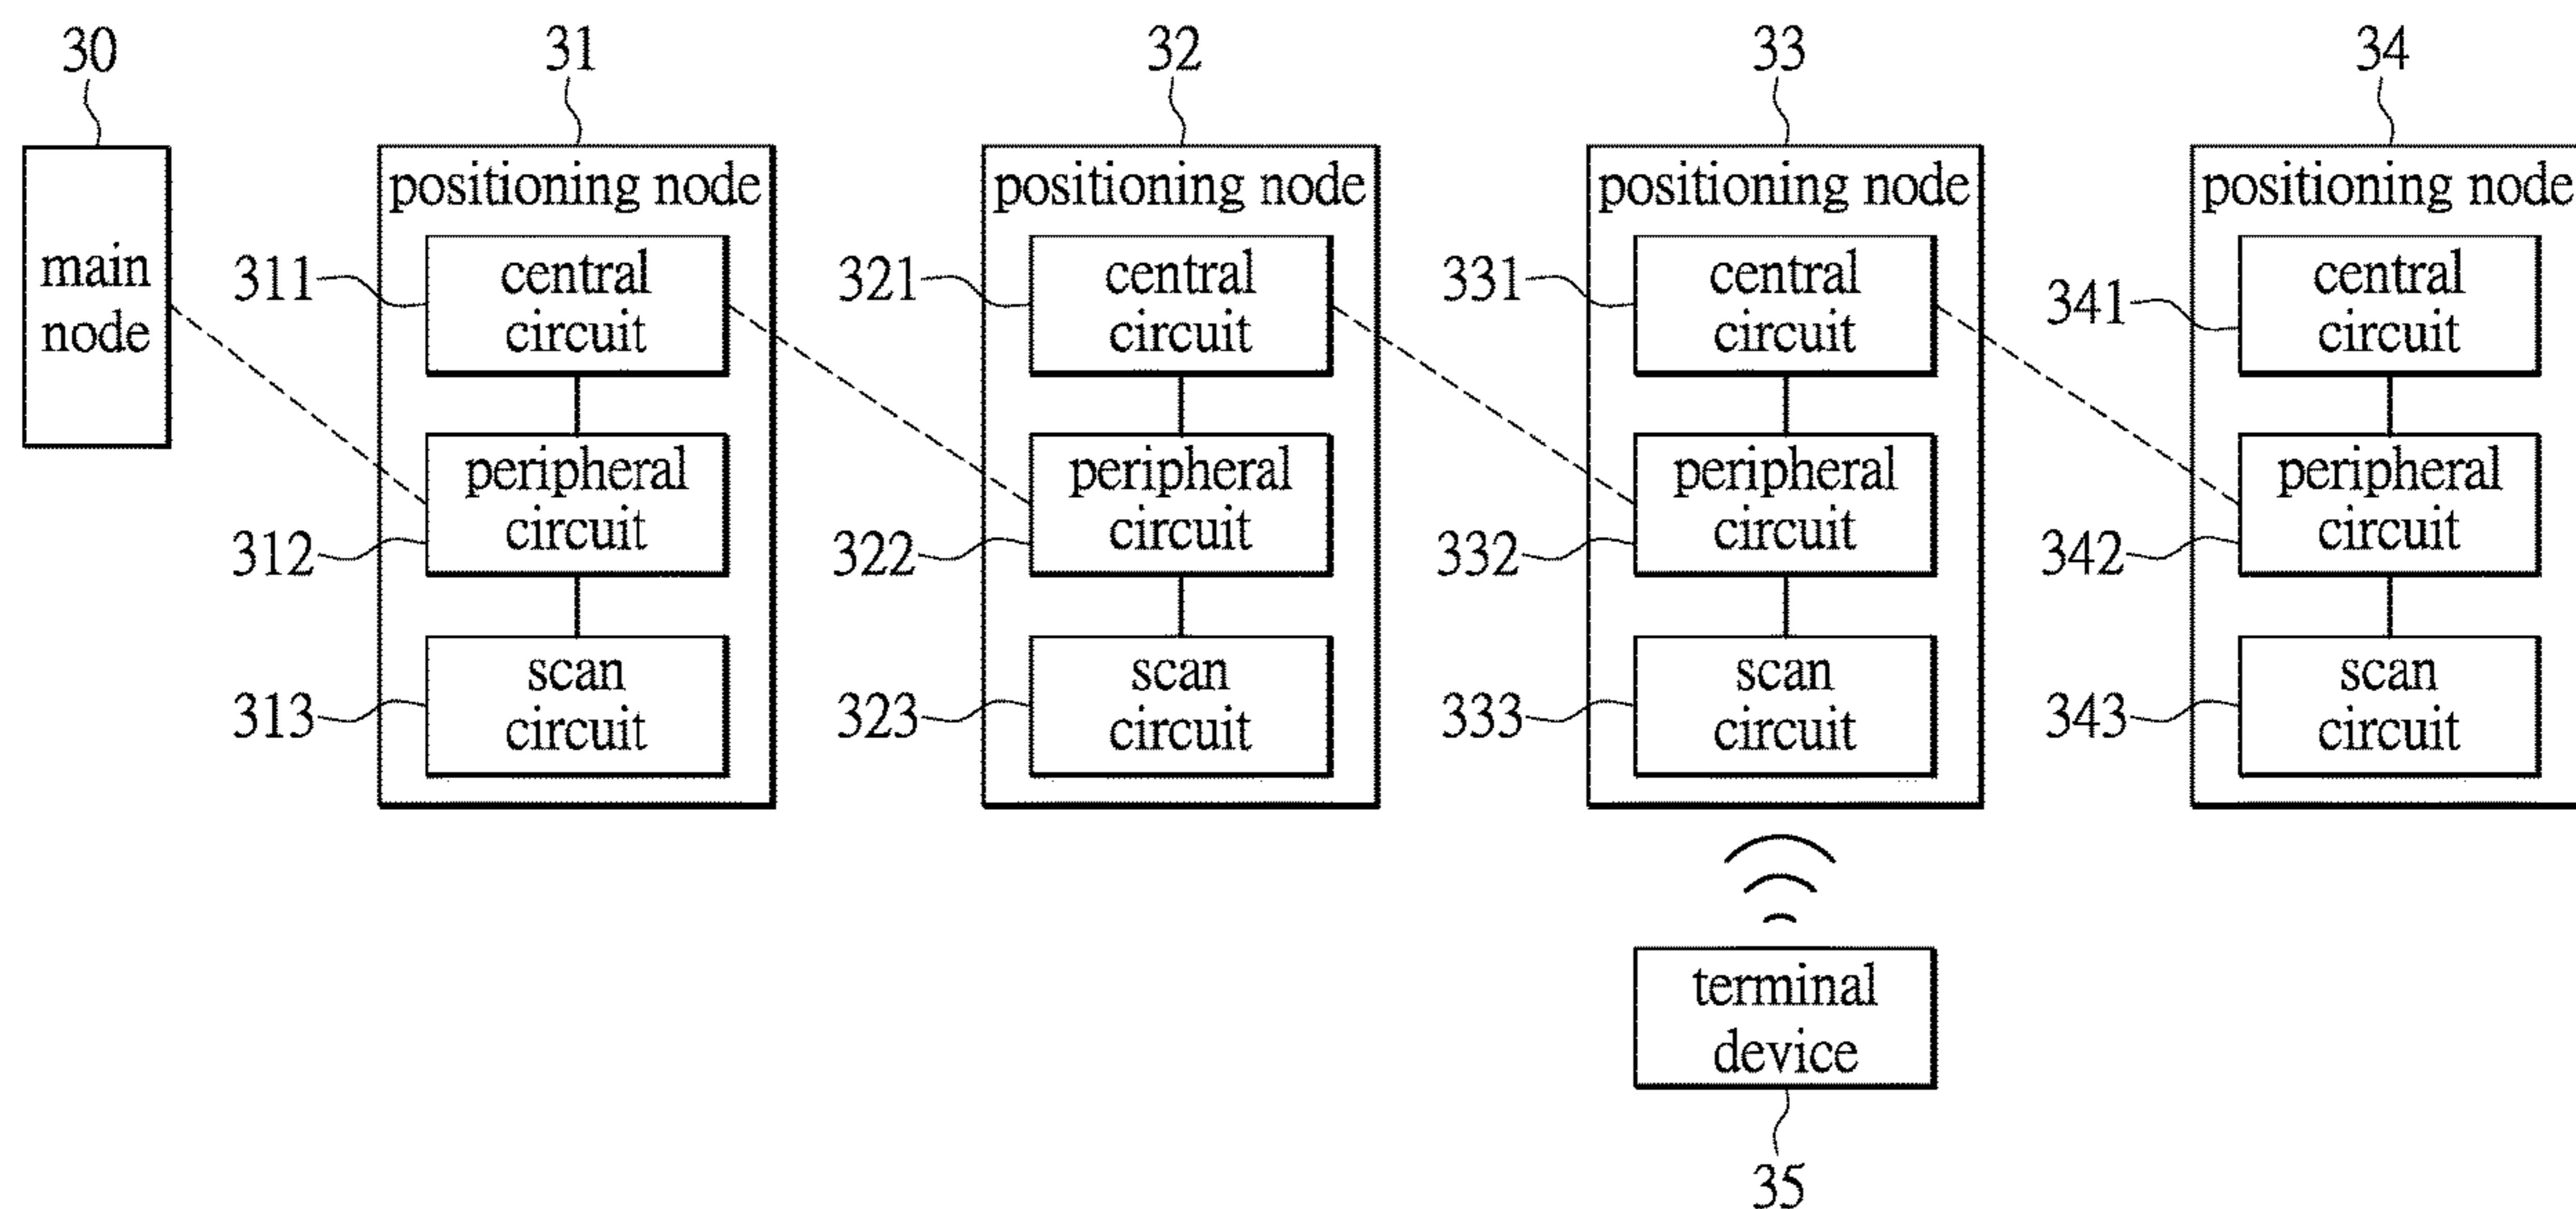 30
31
32
33
34
main
node
positioning node
central
circuit
311
peripheral
circuit
312
scan
circuit
313
positioning node
central
circuit
321
peripheral
circuit
322
scan
circuit
323
positioning node
central
circuit
331
peripheral
circuit
332
scan
circuit
333
positioning node
central
circuit
341
peripheral
circuit
342
scan
circuit
343
terminal
device
35